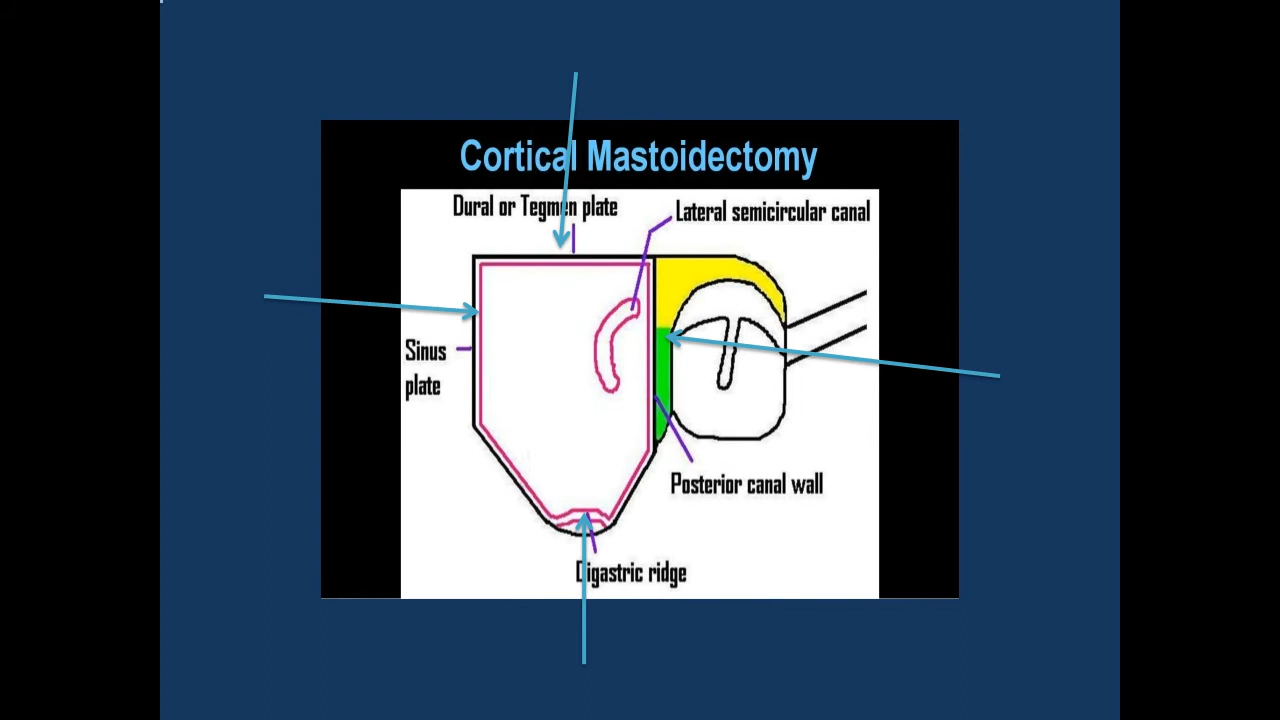 Cortical Mastoidectomy
Dural or Tegmen plate
Lateral semicircular canal
Sinus
plate
Posterior canal wall
Digastric ridge